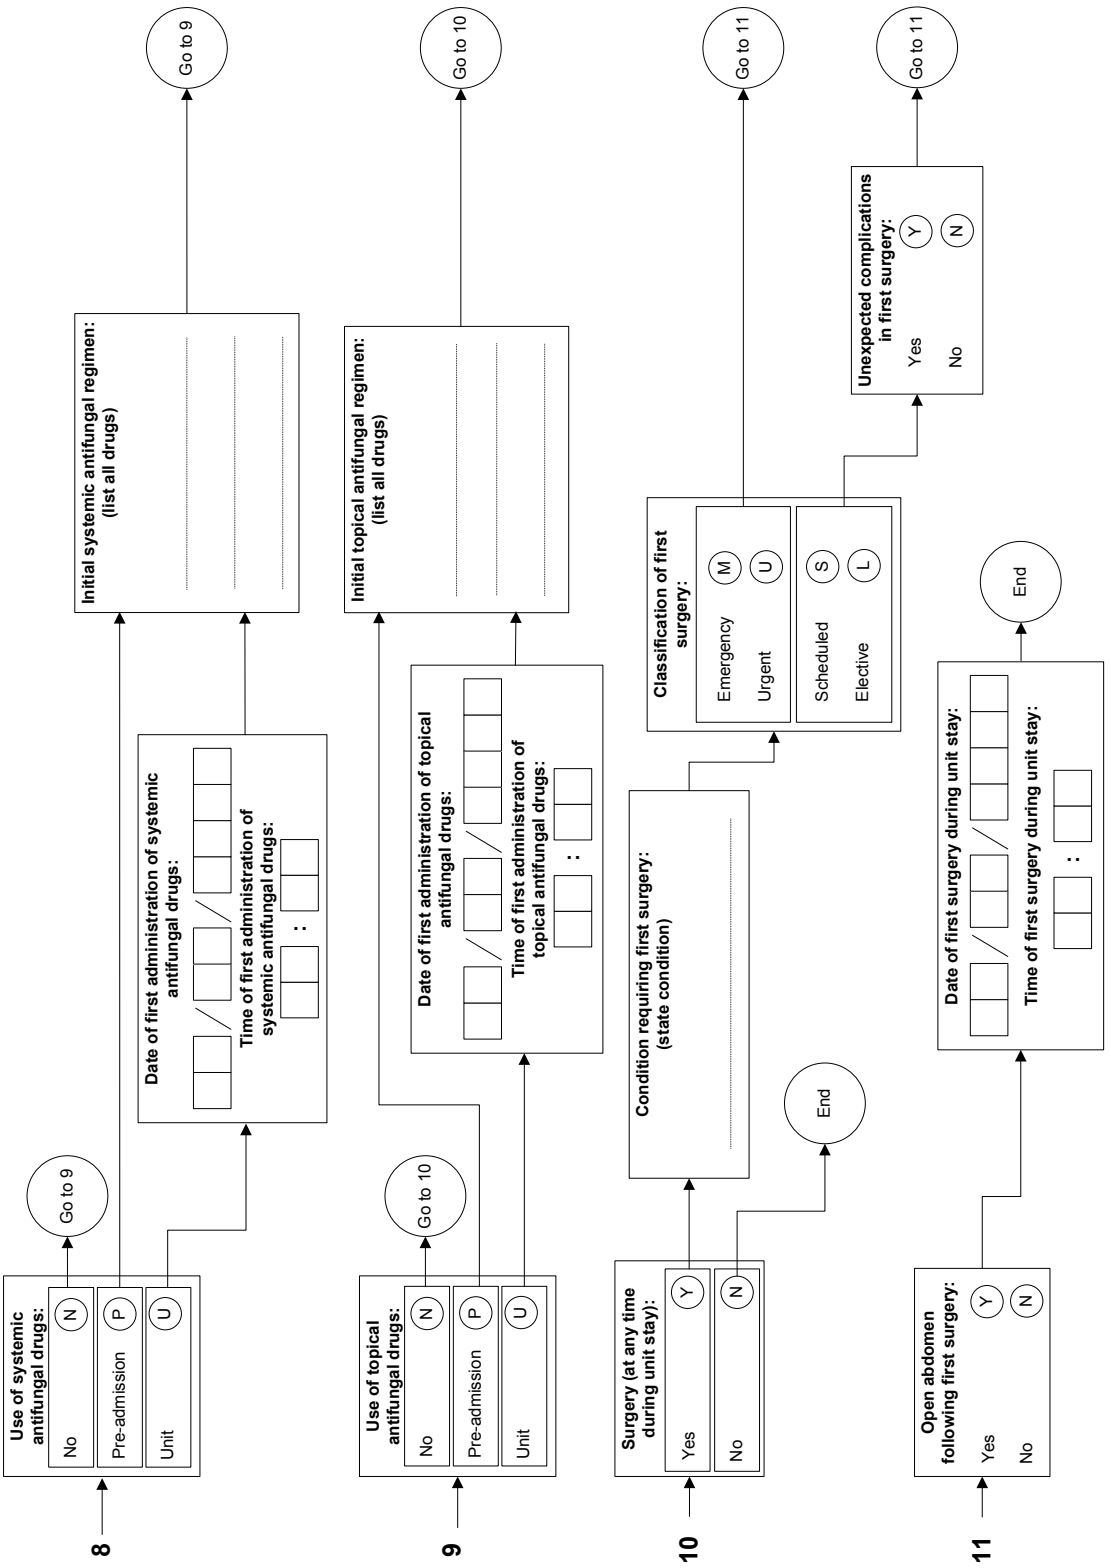 8
Use of systemic
antifungal drugs:
No N
Pre-admission P
Unit U
Go to 9
Date of first administration of systemic
antifungal drugs:
/ /
Time of first administration of
systemic antifungal drugs:
:
Initial systemic antifungal regimen:
(list all drugs)
Go to 9
9
Use of topical
antifungal drugs:
No N
Pre-admission P
Unit U
Go to 10
Date of first administration of topical
antifungal drugs:
/ /
Time of first administration of
topical antifungal drugs:
:
Initial topical antifungal regimen:
(list all drugs)
Go to 10
10
Surgery (at any time
during unit stay):
Yes Y
No N
End
Condition requiring first surgery:
(state condition)
Classification of first
surgery:
Emergency M
Urgent U
Scheduled S
Elective L
Go to 11
Unexpected complications
in first surgery:
Yes Y
No N
Go to 11
11
Open abdomen
following first surgery:
Yes Y
No N
Date of first surgery during unit stay:
/ /
Time of first surgery during unit stay:
:
End